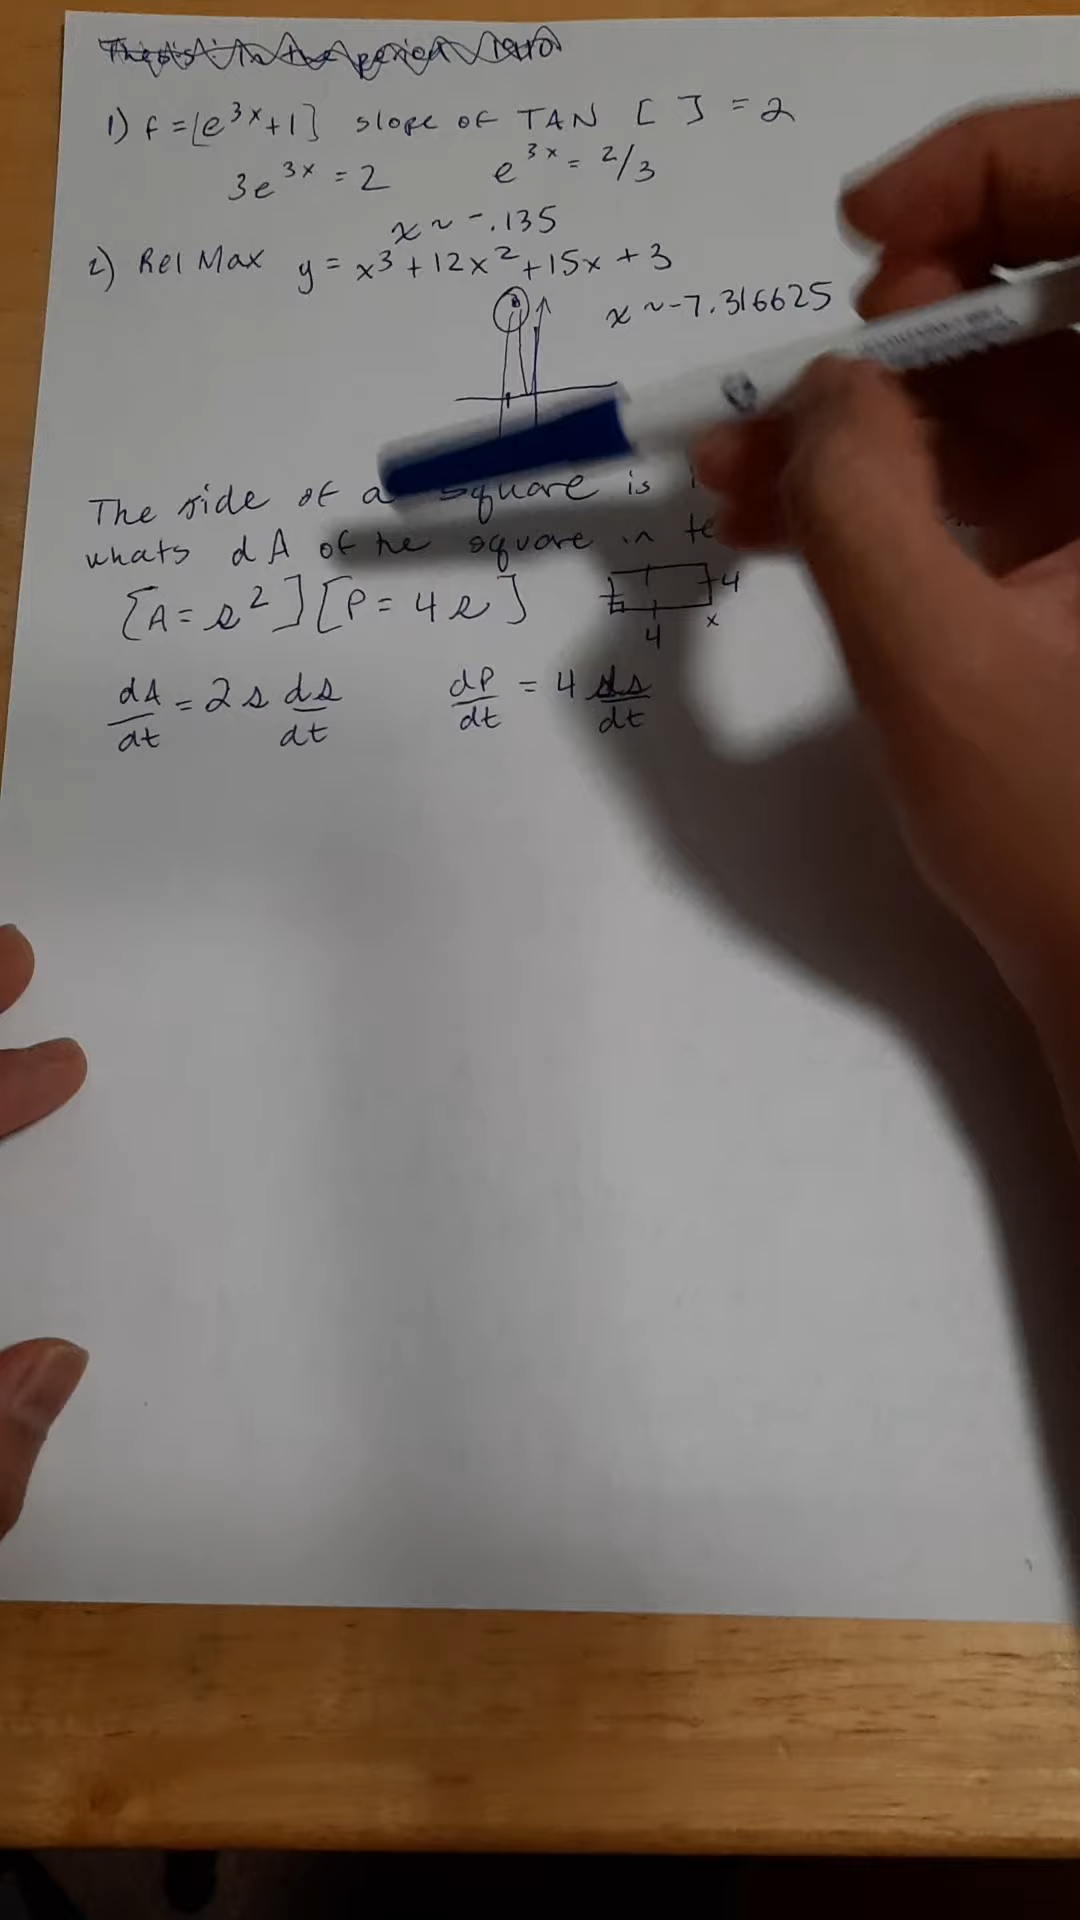 1) f = [e^3x + 1] slope of TAN [ ] = 2
3e^3x = 2 e^3x = 2/3
x ~ -.135
2) Rel Max y = x^3 + 12x^2 + 15x + 3
x ~ -7.316625
The side of a square is
whats dA of the square in
[A = s^2] [P = 4s] 4
4 x
dA/dt = 2s ds/dt dP/dt = 4 ds/dt